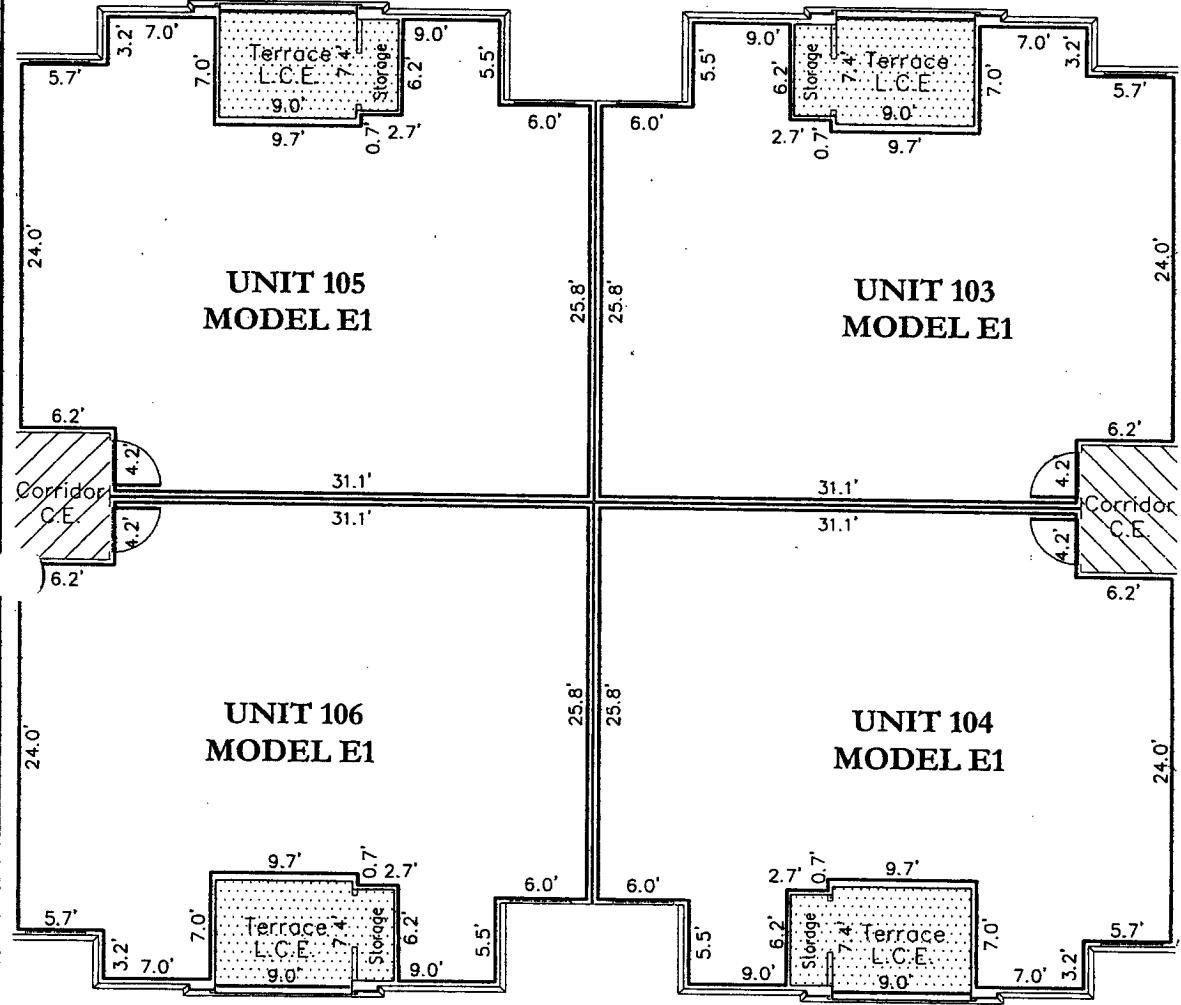 3.2' 7.0' 9.0' 9.0' 7.0' 3.2'
5.7' 7.0' Terrace 7.4' Storage 6.2' 5.5' 5.5' 6.2' Storage 7.4' Terrace 7.0' 5.7'
L.C.E. L.C.E.
9.0' 9.0'
9.7' 0.7' 2.7' 6.0' 6.0' 2.7' 0.7' 9.7'
24.0' 25.8' 25.8' 24.0'
UNIT 105
MODEL E1
UNIT 103
MODEL E1
6.2' 6.2'
4.2' 4.2'
Corridor 31.1' 31.1' Corridor
C.E. 31.1' 31.1' C.E.
4.2' 4.2'
6.2' 6.2'
24.0' 25.8' 25.8' 24.0'
UNIT 106
MODEL E1
UNIT 104
MODEL E1
9.7' 0.7' 2.7' 6.0' 6.0' 2.7' 0.7' 9.7'
5.7' 7.0' Terrace 7.4' Storage 6.2' 5.5' 5.5' 6.2' Storage 7.4' Terrace 7.0' 5.7'
L.C.E. L.C.E.
3.2' 7.0' 9.0' 9.0' 9.0' 9.0' 7.0' 3.2'